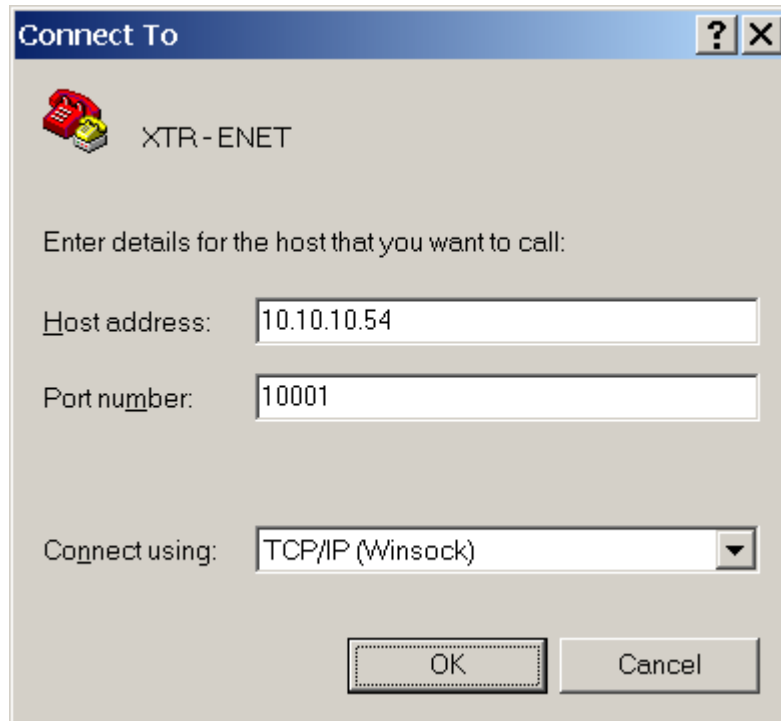 Connect To
XTR-ENET
Enter details for the host that you want to call:
Host address: 10.10.10.54
Port number: 10001
Connect using: TCP/IP (Winsock)
OK Cancel